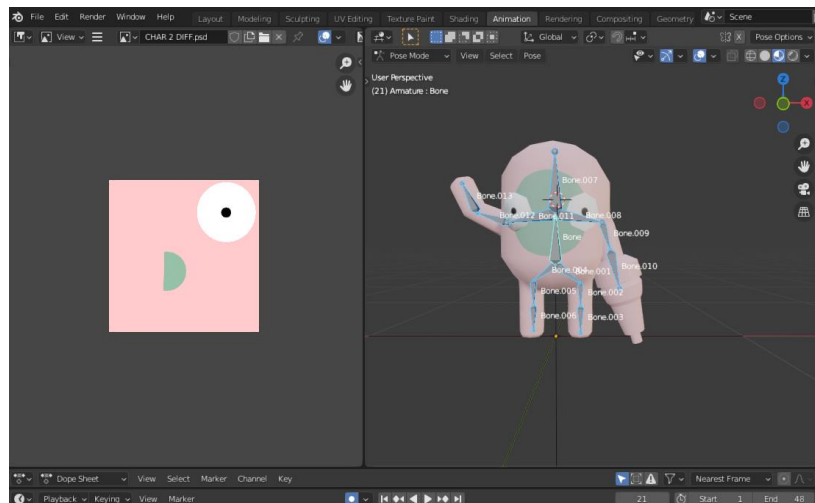 File Edit Render Window Help Layout Modeling Sculpting UV Editing Texture Paint Shading Animation Rendering Compositing Geometry Scene
View CHAR 2 DIFF.psd Global Pose Options
Pose Mode View Select Pose
User Perspective
(21) Armature : Bone
Z
X
Bone.007
Bone.013
Bone.012 Bone.011 Bone.008
Bone.009
Bone
Bone.004 Bone.001 Bone.010
Bone.005 Bone.002
Bone.006 Bone.003
Dope Sheet View Select Marker Channel Key Nearest Frame
Playback Keying View Marker 21 Start 1 End 48